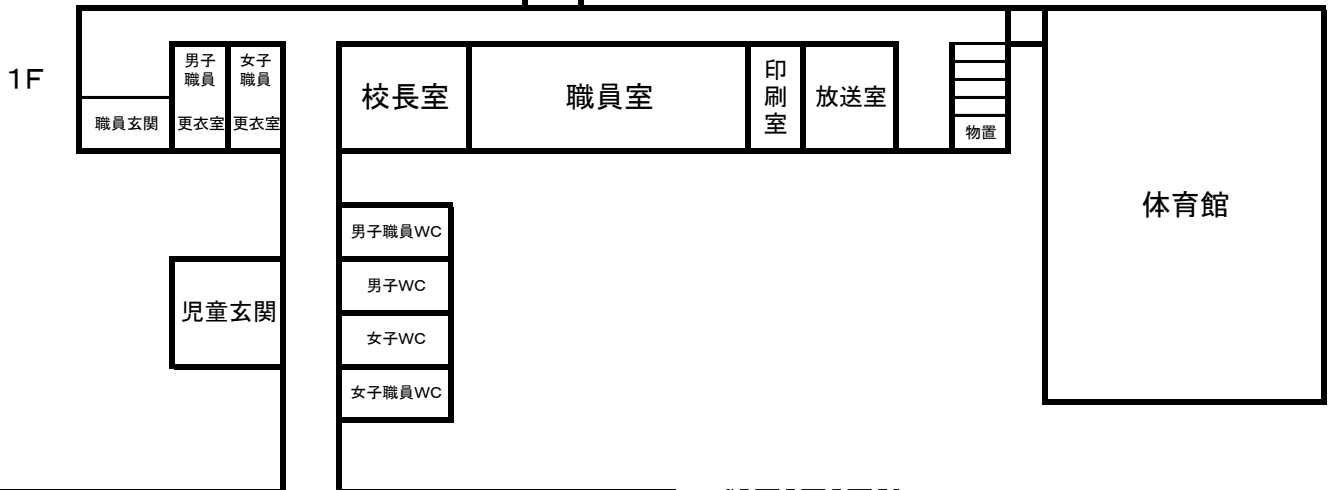 1F
男子
職員
更衣室
女子
職員
更衣室
職員玄関
校長室
職員室
印刷室
放送室
物置
体育館
男子職員WC
男子WC
女子WC
女子職員WC
児童玄関